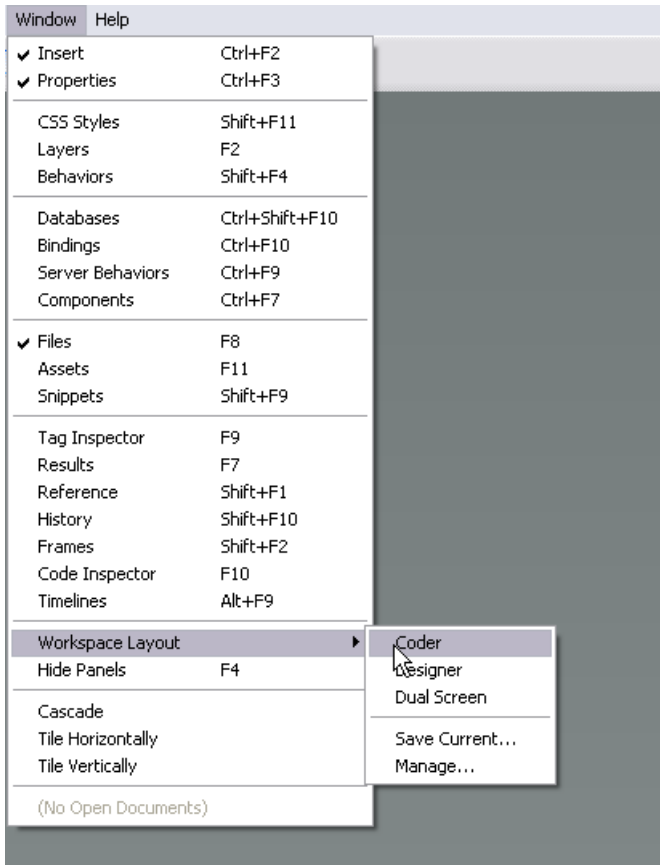 Window Help
Insert Ctrl+F2
Properties Ctrl+F3
CSS Styles Shift+F11
Layers F2
Behaviors Shift+F4
Databases Ctrl+Shift+F10
Bindings Ctrl+F10
Server Behaviors Ctrl+F9
Components Ctrl+F7
Files F8
Assets F11
Snippets Shift+F9
Tag Inspector F9
Results F7
Reference Shift+F1
History Shift+F10
Frames Shift+F2
Code Inspector F10
Timelines Alt+F9
Workspace Layout
Hide Panels F4
Cascade
Tile Horizontally
Tile Vertically
(No Open Documents)
Coder
Designer
Dual Screen
Save Current...
Manage...